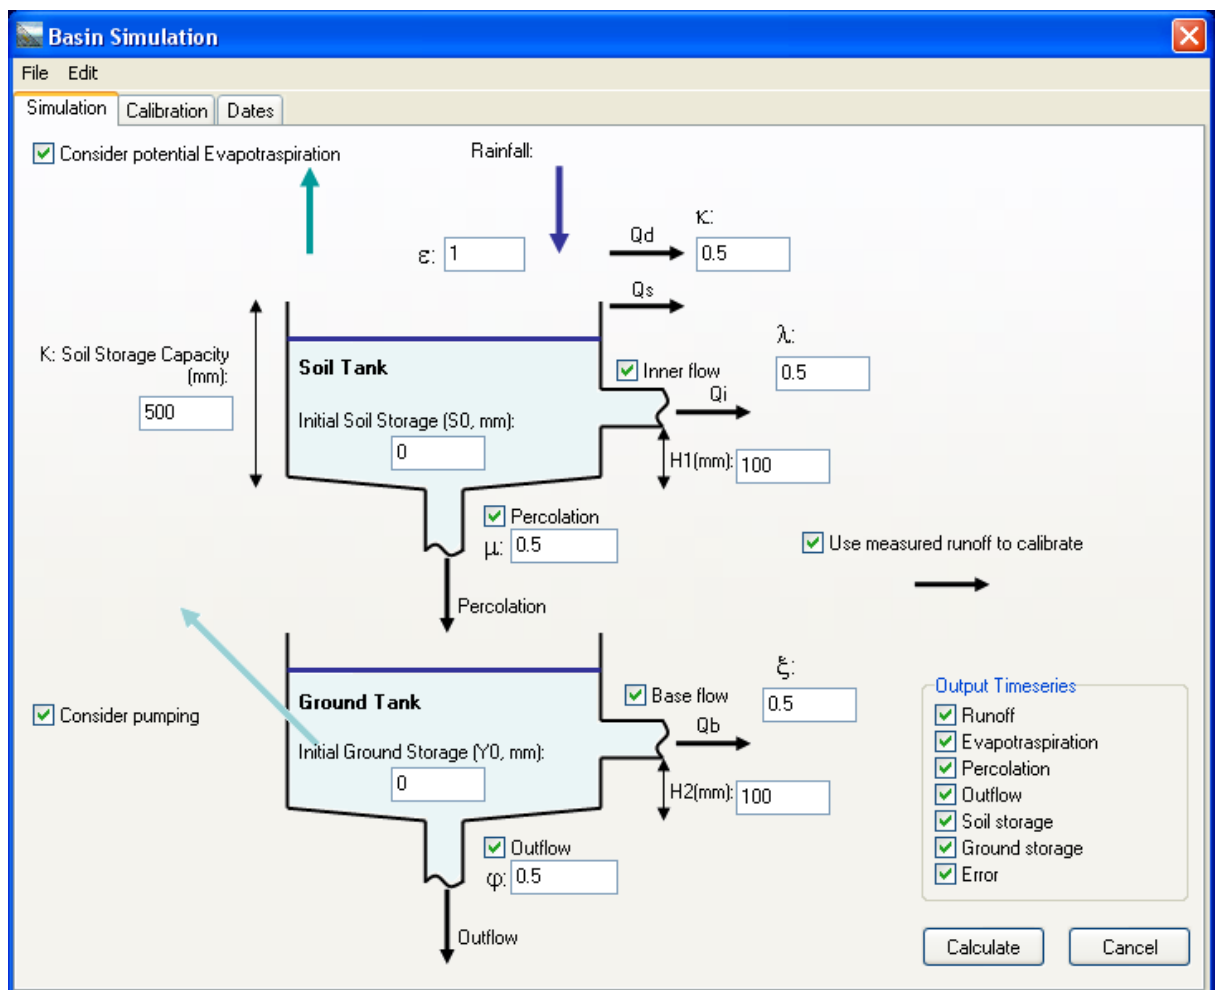 Basin Simulation
File Edit
Simulation Calibration Dates
Consider potential Evapotraspiration
Rainfall:
κ:
Qd
ε: 1
0.5
Qs
λ:
K: Soil Storage Capacity
(mm):
Soil Tank
Inner flow
0.5
Qi
500
Initial Soil Storage (S0, mm):
0
H1(mm): 100
Percolation
μ: 0.5
Use measured runoff to calibrate
Percolation
ξ:
Ground Tank
Base flow
0.5
Qb
Consider pumping
Initial Ground Storage (Y0, mm):
0
H2(mm): 100
Outflow
φ: 0.5
Outflow
Output Timeseries
Runoff
Evapotraspiration
Percolation
Outflow
Soil storage
Ground storage
Error
Calculate Cancel